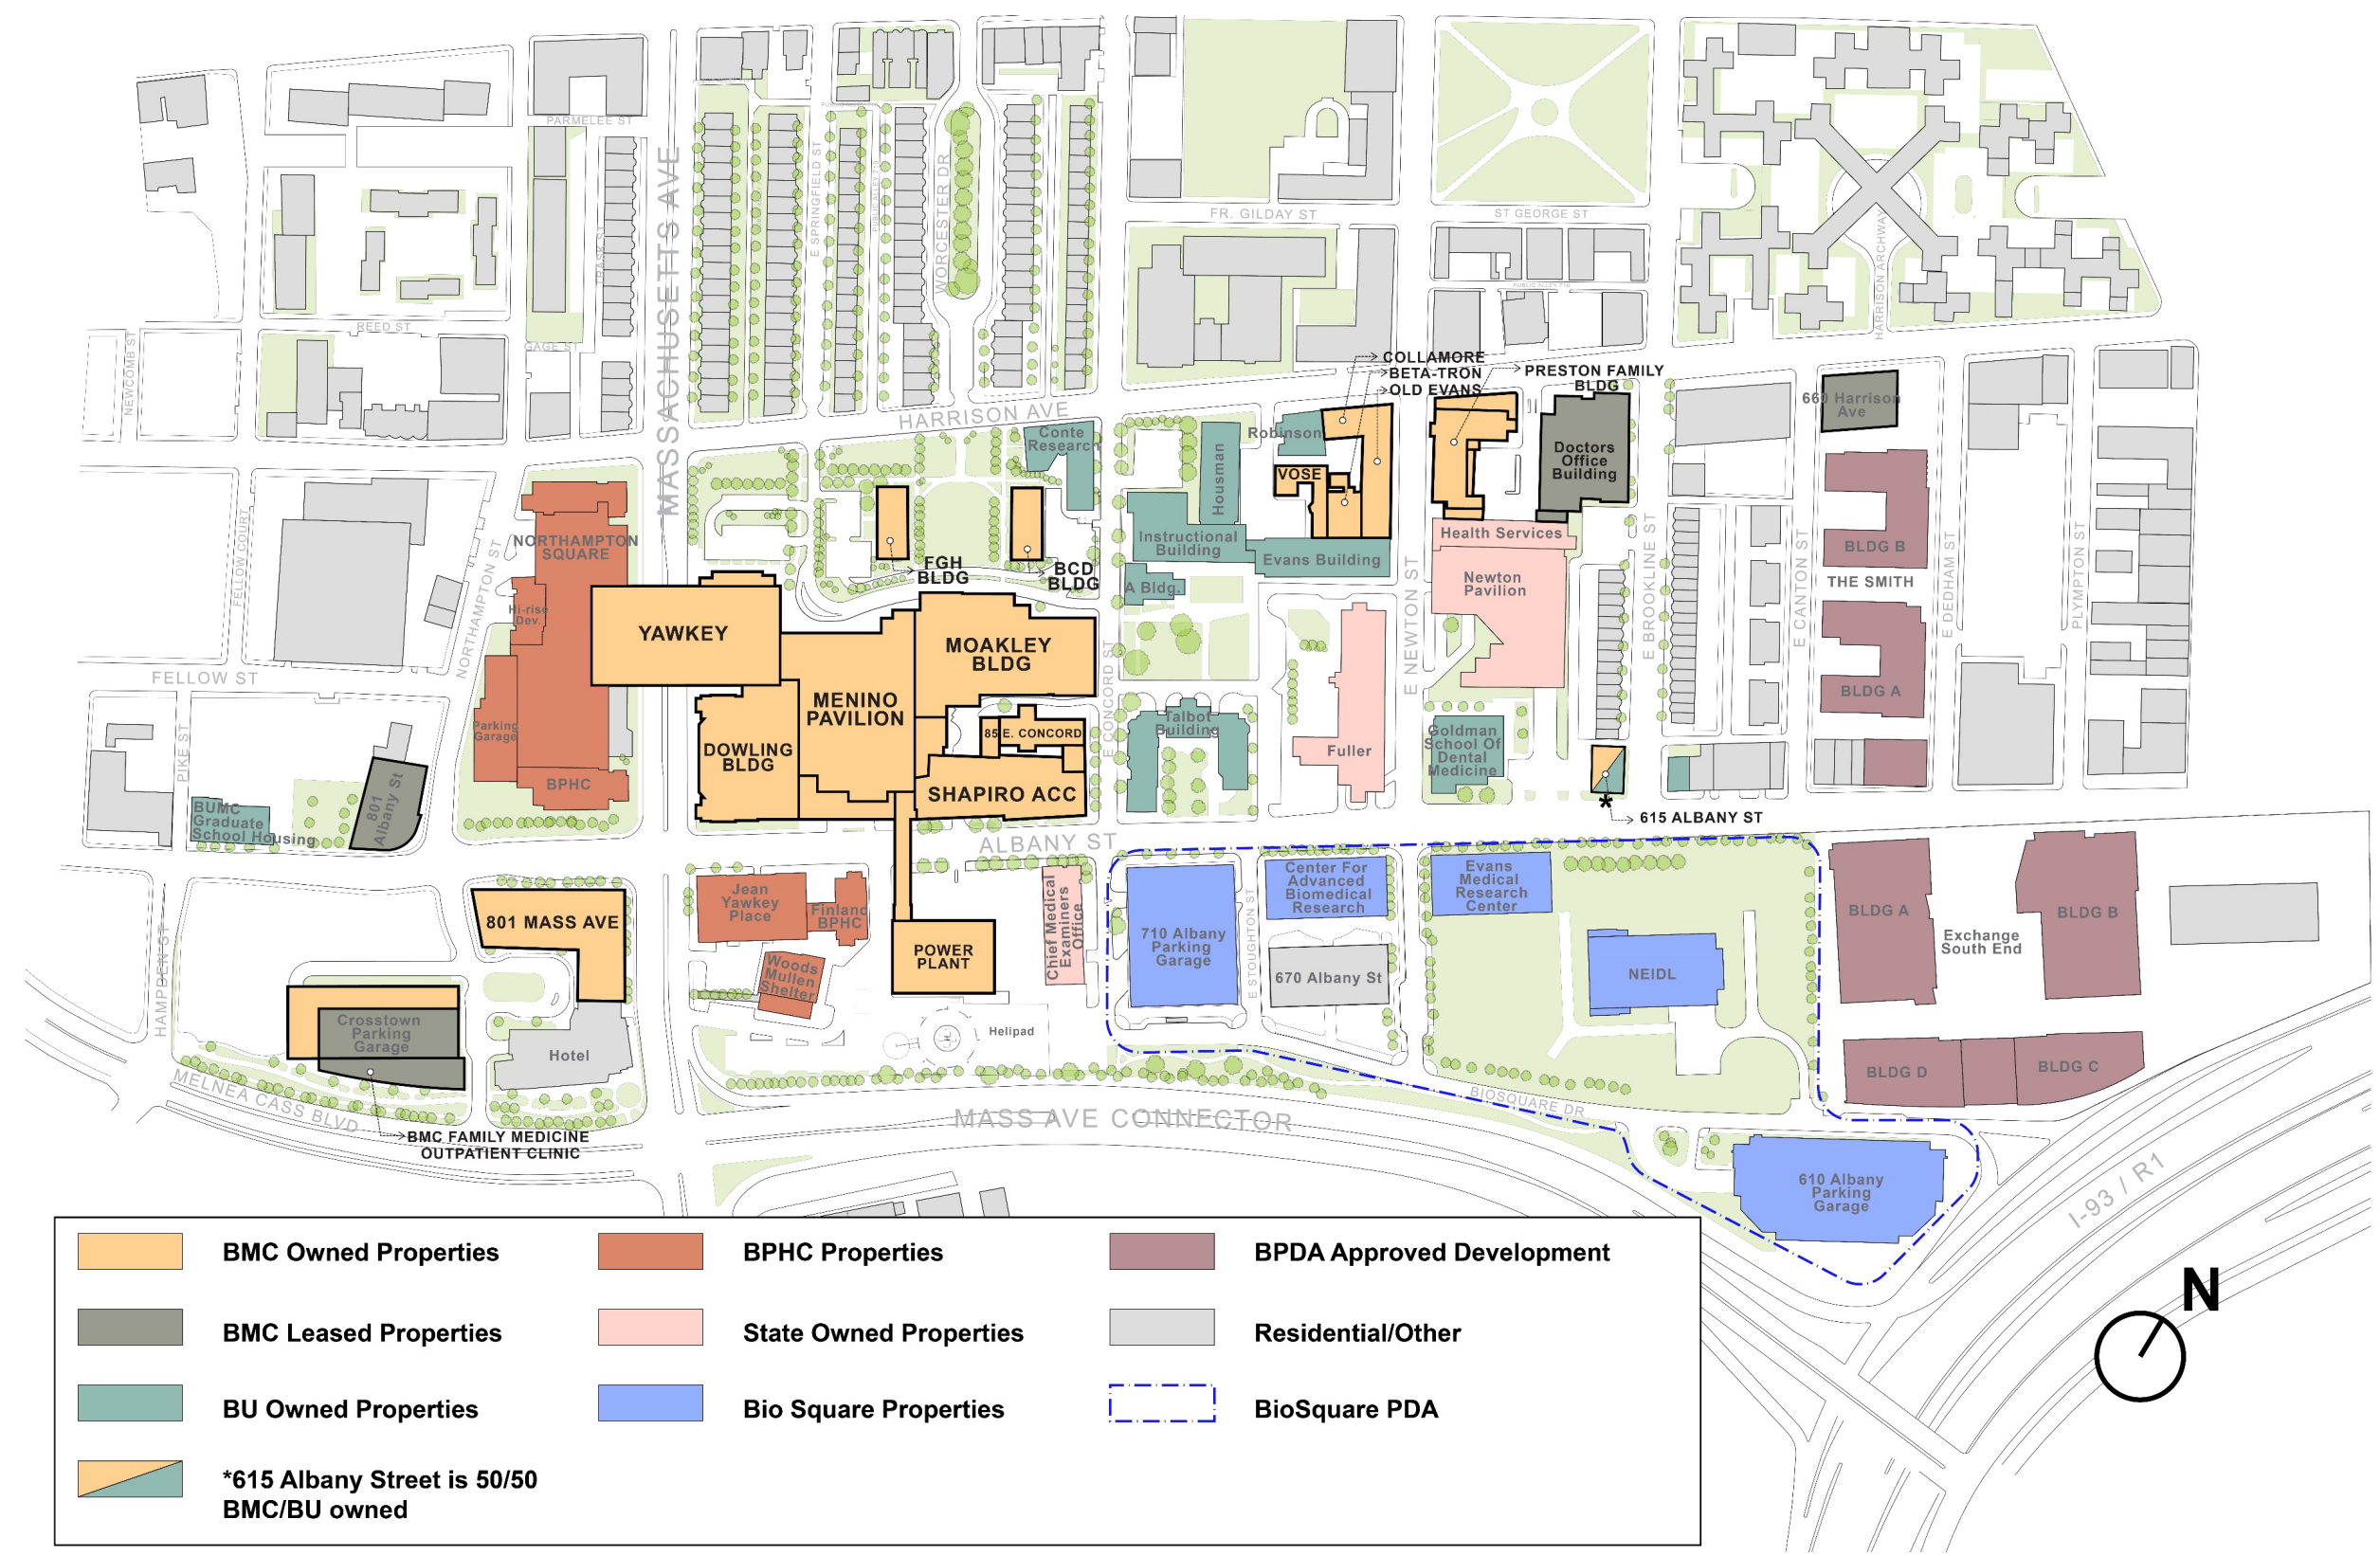 PARMELEE ST
MASSACHUSETTS AVE
E SPRINGFIELD ST
WORCESTER DR
FR. GILDAY ST
ST GEORGE ST
PUBLIC ALLEY 710
HARRISON ARCHWAY
NEWCOMB ST
REED ST
GAGE ST
HARRISON AVE
COLLAMORE
BETA-TRON
OLD EVANS
PRESTON FAMILY
BLDG
660 Harrison
Ave
Conte
Research
Robinson
VOSE
Housman
Doctors
Office
Building
FELLOW COURT
NORTHAMPTON ST
NORTHAMPTON
SQUARE
Instructional
Building
Evans Building
Health Services
E NEWTON ST
E BROOKLINE ST
E CANTON ST
BLDG B
THE SMITH
BLDG A
E DEDHAM ST
PLYMPTON ST
FGH
BLDG
BCD
BLDG
A Bldg.
Newton
Pavilion
Hi-rise
Dev.
YAWKEY
MOAKLEY
BLDG
MENINO
PAVILION
DOWLING
BLDG
85 E. CONCORD
SHAPIRO ACC
E CONCORD ST
Talbot
Building
Fuller
Goldman
School Of
Dental
Medicine
FELLOW ST
PIKE ST
Parking
Garage
BPHC
801
Albany St
BUMC
Graduate
School Housing
*
615 ALBANY ST
ALBANY ST
HAMPDEN ST
801 MASS AVE
Jean
Yawkey
Place
Finland
BPHC
Woods
Mullen
Shelter
POWER
PLANT
Chief Medical
Examiners
Office
710 Albany
Parking
Garage
E STOUGHTON ST
Center For
Advanced
Biomedical
Research
670 Albany St
Evans
Medical
Research
Center
NEIDL
BLDG A
Exchange
South End
BLDG B
BLDG D
BLDG C
Crosstown
Parking
Garage
Hotel
Helipad
H
MELNEA CASS BLVD
BMC FAMILY MEDICINE
OUTPATIENT CLINIC
MASS AVE CONNECTOR
BIOSQUARE DR
610 Albany
Parking
Garage
I-93 / R1
N
BMC Owned Properties
BPHC Properties
BPDA Approved Development
BMC Leased Properties
State Owned Properties
Residential/Other
BU Owned Properties
Bio Square Properties
BioSquare PDA
*615 Albany Street is 50/50
BMC/BU owned